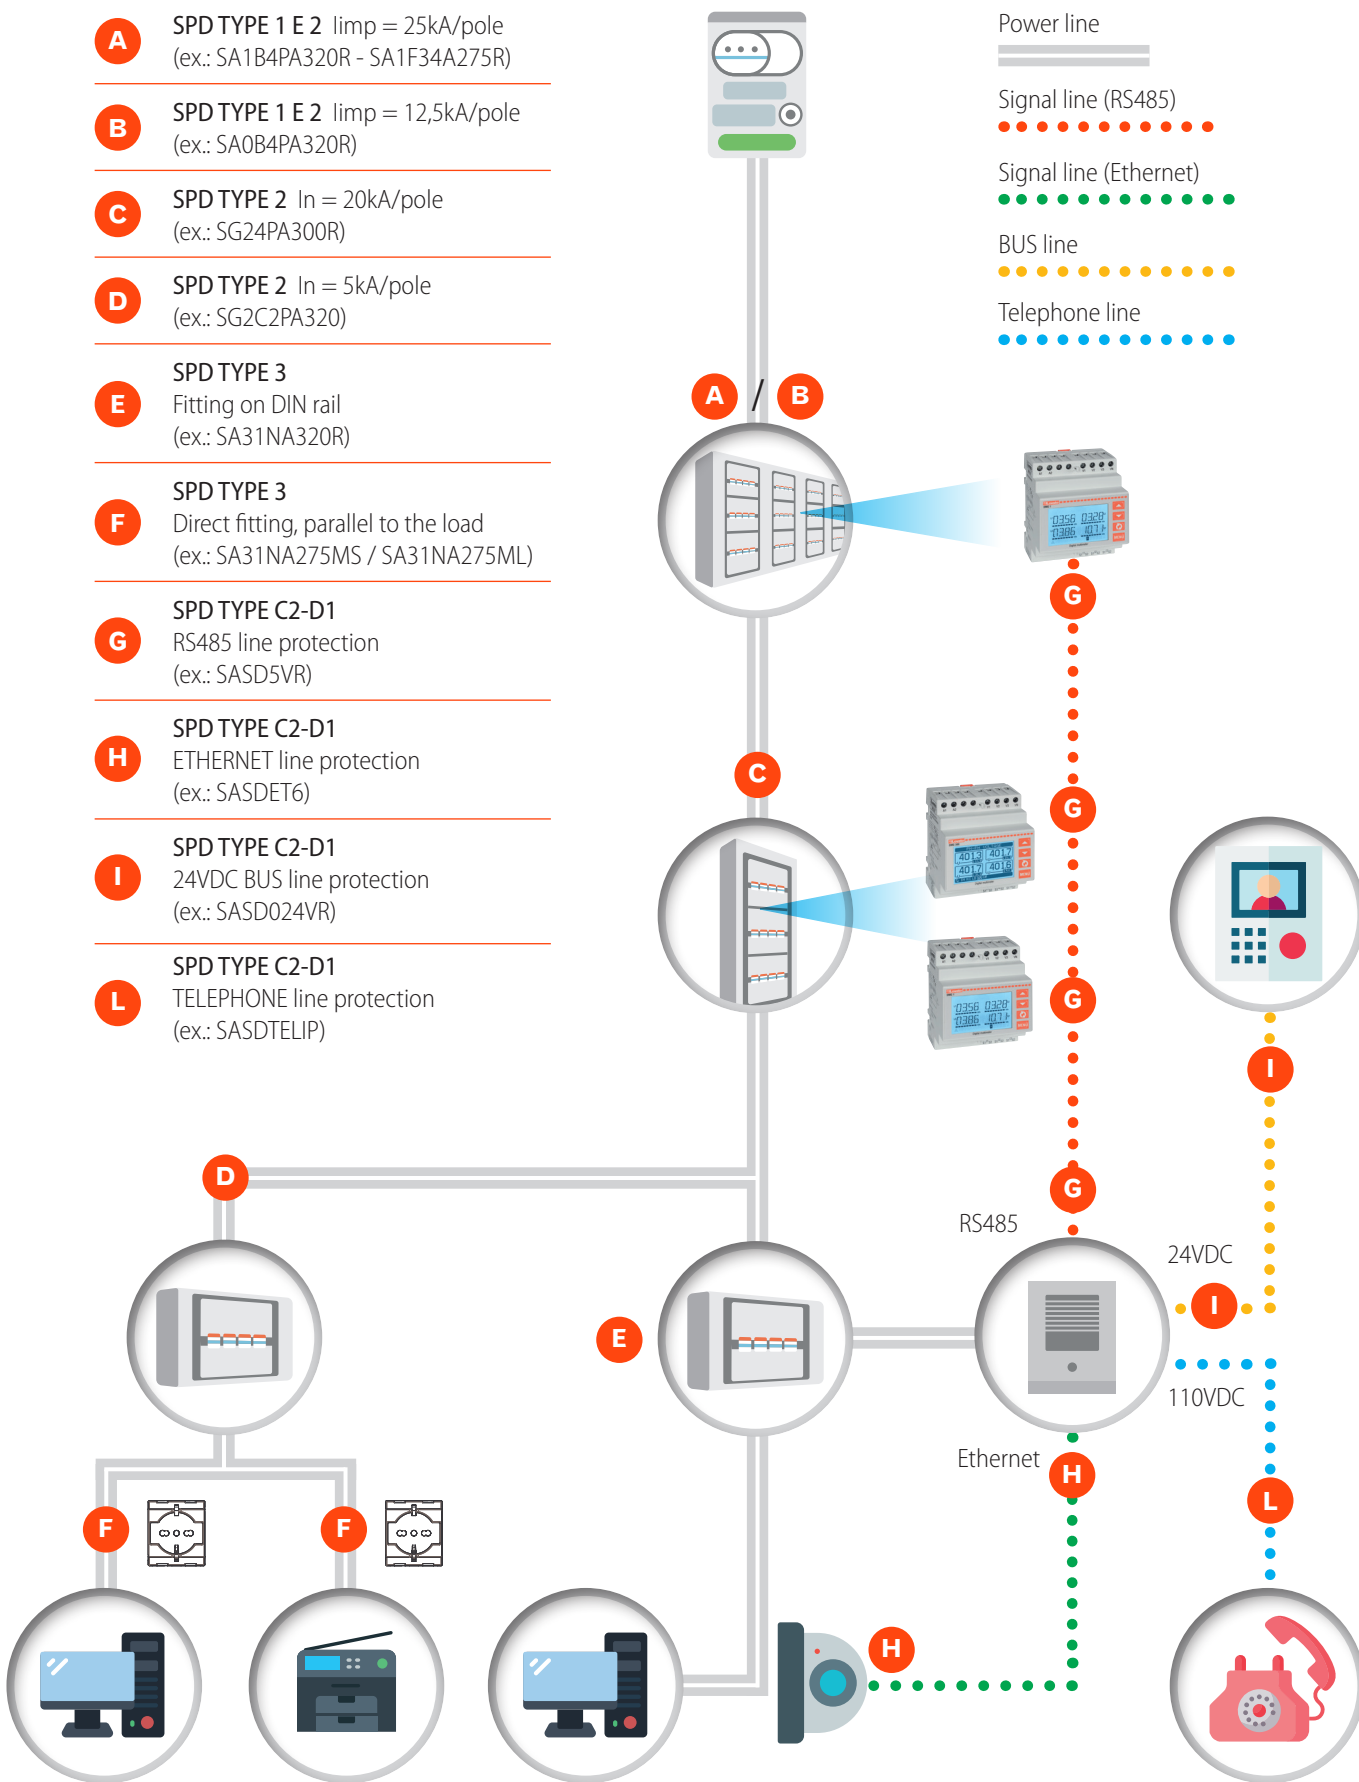 A
SPD TYPE 1 E 2 Iimp = 25kA/pole
(ex.: SA1B4PA320R - SA1F34A275R)
B
SPD TYPE 1 E 2 Iimp = 12,5kA/pole
(ex.: SA0B4PA320R)
C
SPD TYPE 2 In = 20kA/pole
(ex.: SG24PA300R)
D
SPD TYPE 2 In = 5kA/pole
(ex.: SG2C2PA320)
E
SPD TYPE 3
Fitting on DIN rail
(ex.: SA31NA320R)
F
SPD TYPE 3
Direct fitting, parallel to the load
(ex.: SA31NA275MS / SA31NA275ML)
G
SPD TYPE C2-D1
RS485 line protection
(ex.: SASD5VR)
H
SPD TYPE C2-D1
ETHERNET line protection
(ex.: SASDET6)
I
SPD TYPE C2-D1
24VDC BUS line protection
(ex.: SASD024VR)
L
SPD TYPE C2-D1
TELEPHONE line protection
(ex.: SASDTELIP)
Power line
Signal line (RS485)
Signal line (Ethernet)
BUS line
Telephone line
A / B
G
C
G
4013 4017
4017 4016
G
I
D
G
RS485
24VDC
I
E
110VDC
Ethernet
H
L
F
F
H